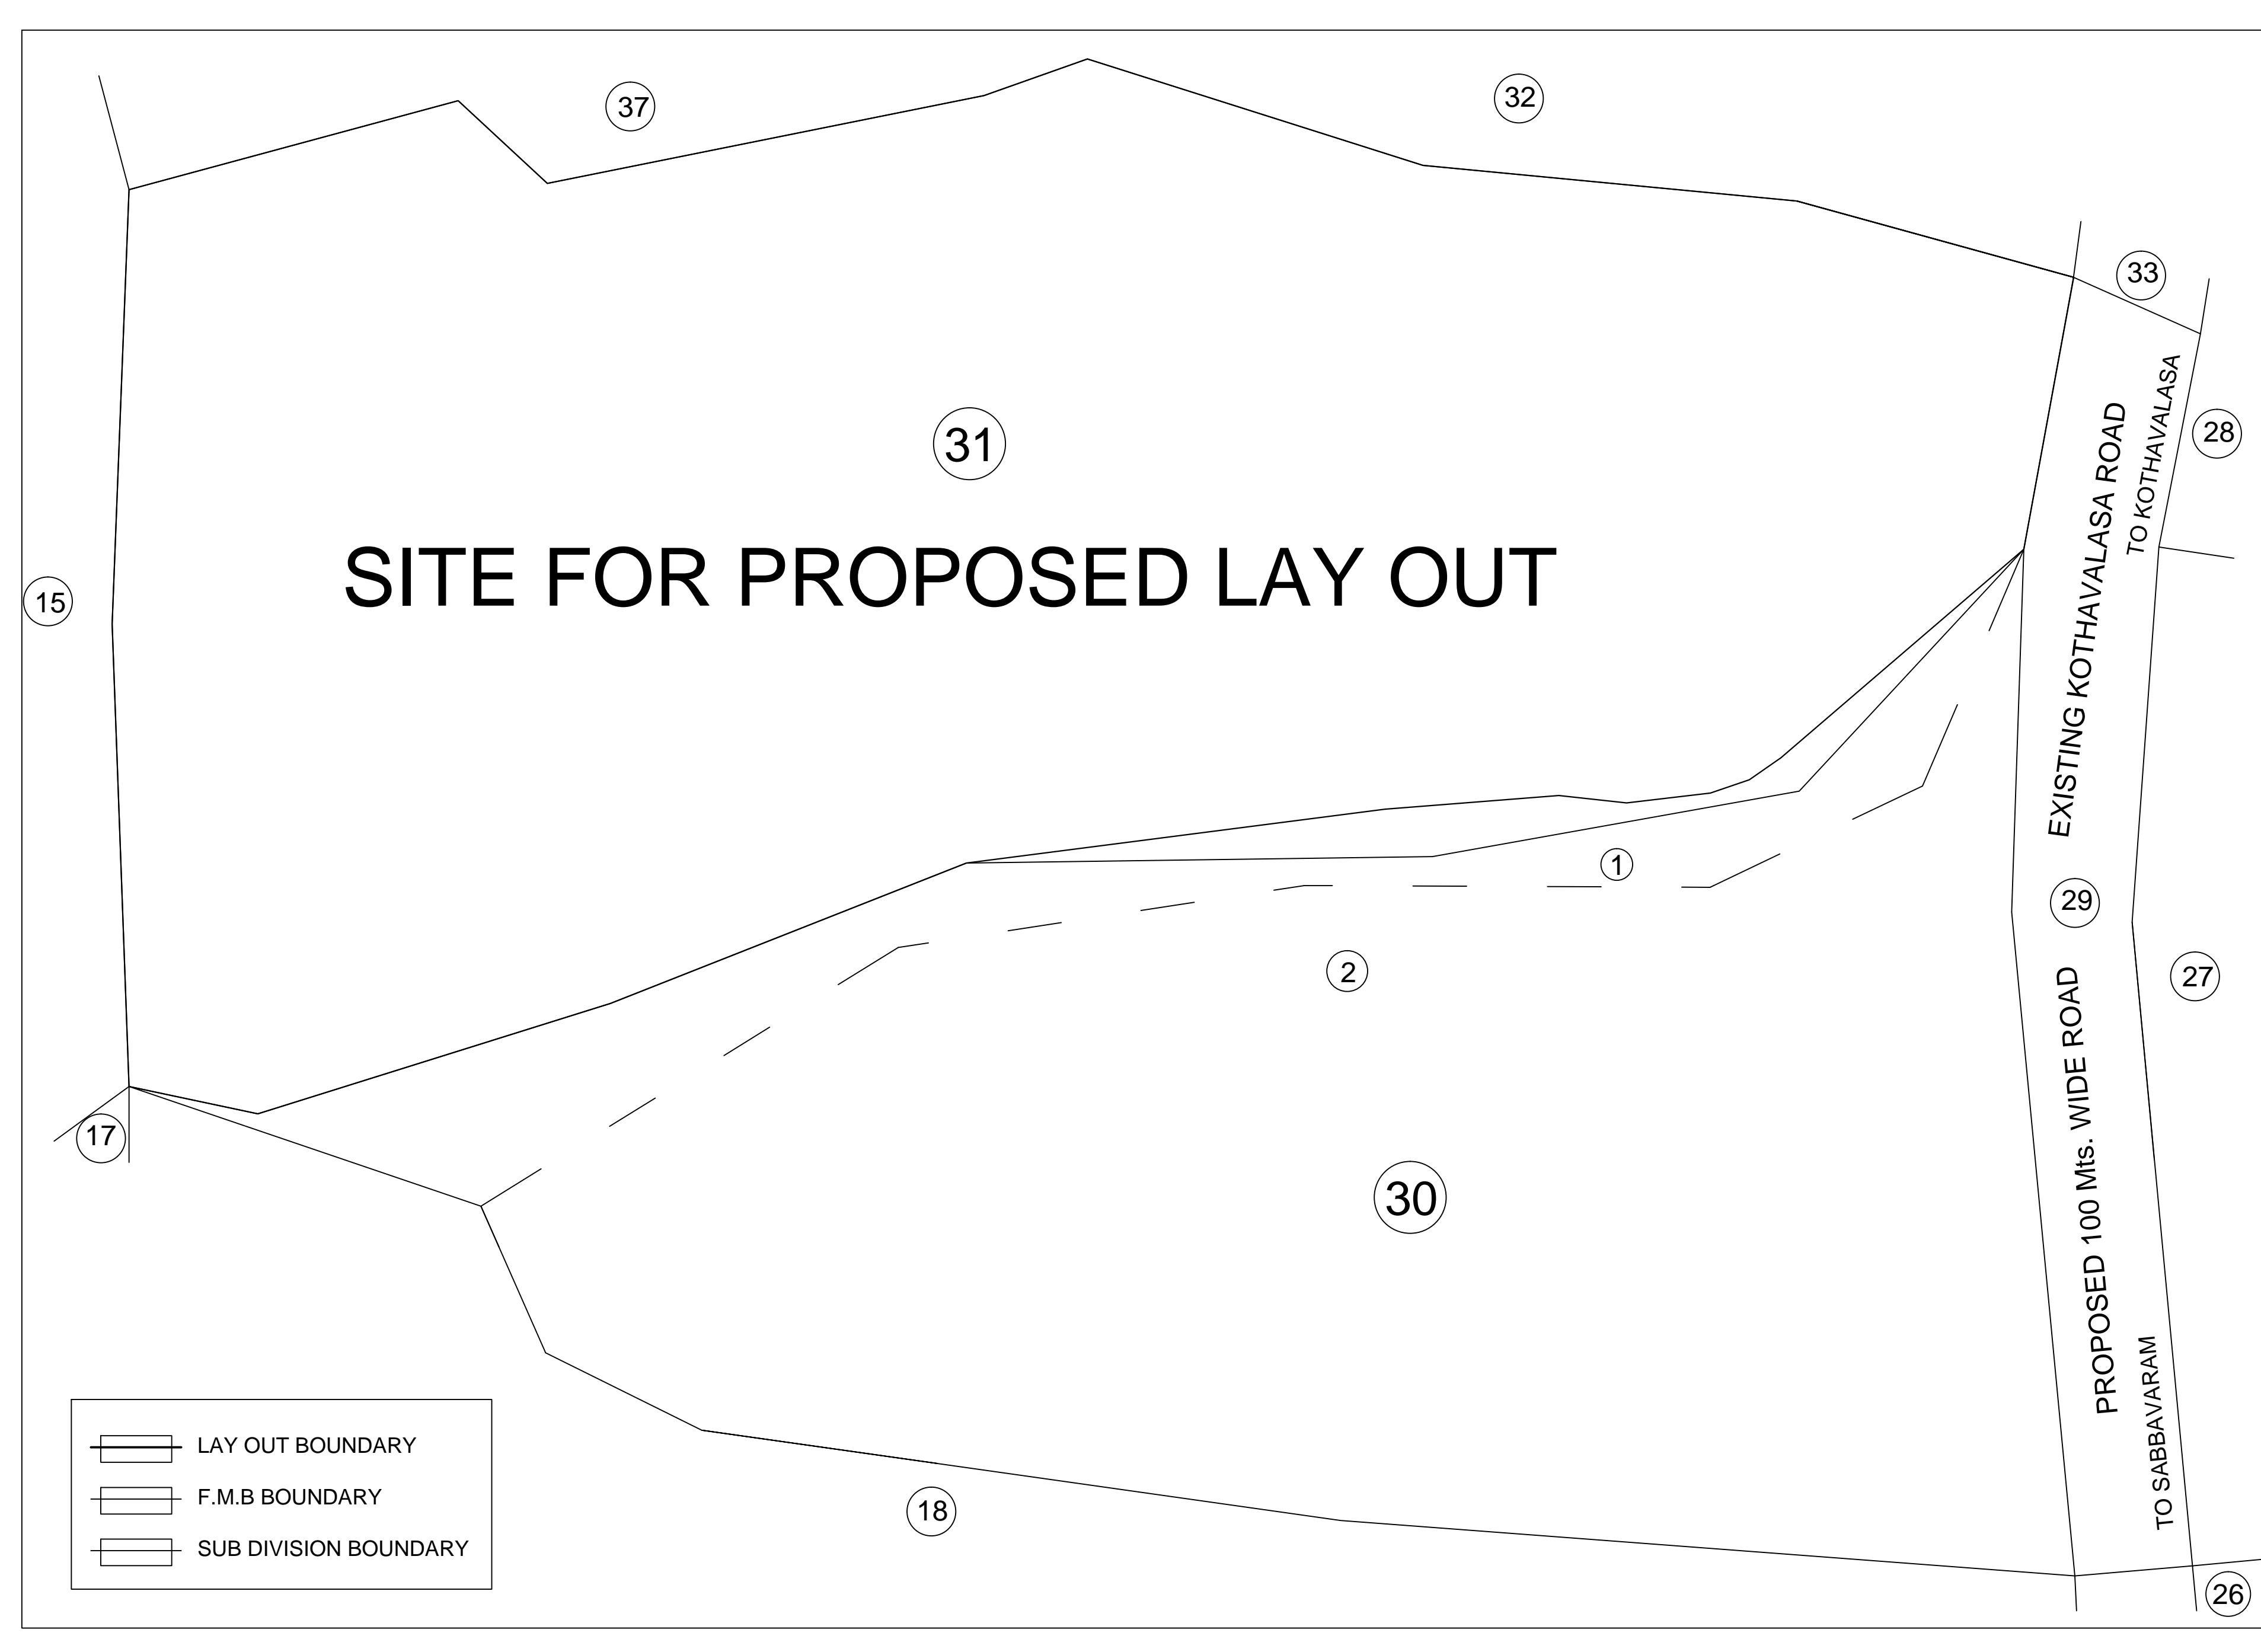 37
32
33
31
TO KOTHAVALASA
EXISTING KOTHAVALASA ROAD
28
SITE FOR PROPOSED LAY OUT
15
1
29
2
27
PROPOSED 100 Mts. WIDE ROAD
17
30
TO SABBAVARAM
LAY OUT BOUNDARY
F.M.B BOUNDARY
SUB DIVISION BOUNDARY
18
26